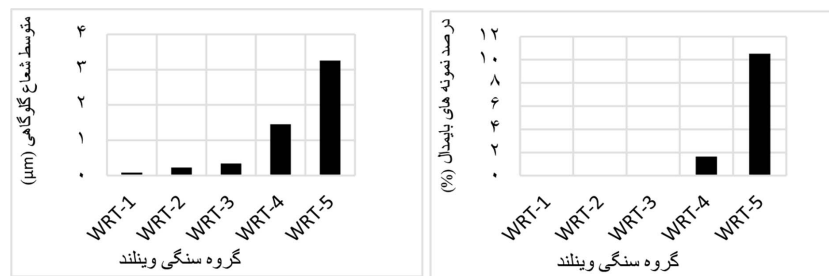 متوسط شعاع گلوگاهی (µm)
۴
۳
۲
۱
۰
WRT-1
WRT-2
WRT-3
WRT-4
WRT-5
گروه سنگی وینلند
درصد نمونه های بایمدال (%)
۱۲
۱۰
۸
۶
۴
۲
۰
WRT-1
WRT-2
WRT-3
WRT-4
WRT-5
گروه سنگی وینلند